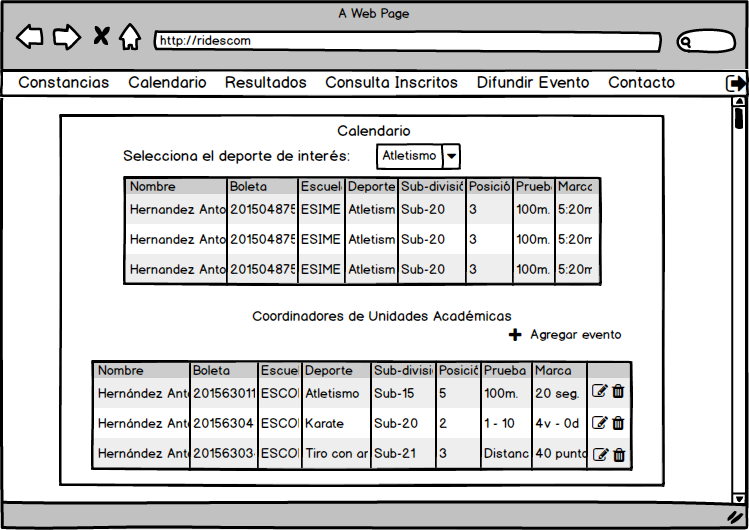 A Web Page
http://ridescom
Constancias Calendario Resultados Consulta Inscritos Difundir Evento Contacto
Calendario
Selecciona el deporte de interés: Atletismo
Nombre Boleta Escuel Deporte Sub-divisió Posició Prueb Marca
Hernandez Anto 201504875 ESIME Atletism Sub-20 3 100m. 5:20m
Hernandez Anto 201504875 ESIME Atletism Sub-20 3 100m. 5:20m
Hernandez Anto 201504875 ESIME Atletism Sub-20 3 100m. 5:20m
Coordinadores de Unidades Académicas
Agregar evento
Nombre Boleta Escuel Deporte Sub-divisi Posició Prueba Marca
Hernández Ant 201563011 ESCO Atletismo Sub-15 5 100m. 20 seg.
Hernández Ant 20156304 ESCO Karate Sub-20 2 1 - 10 4v - 0d
Hernández Ant 20156303 ESCO Tiro con ar Sub-21 3 Distanc 40 punto